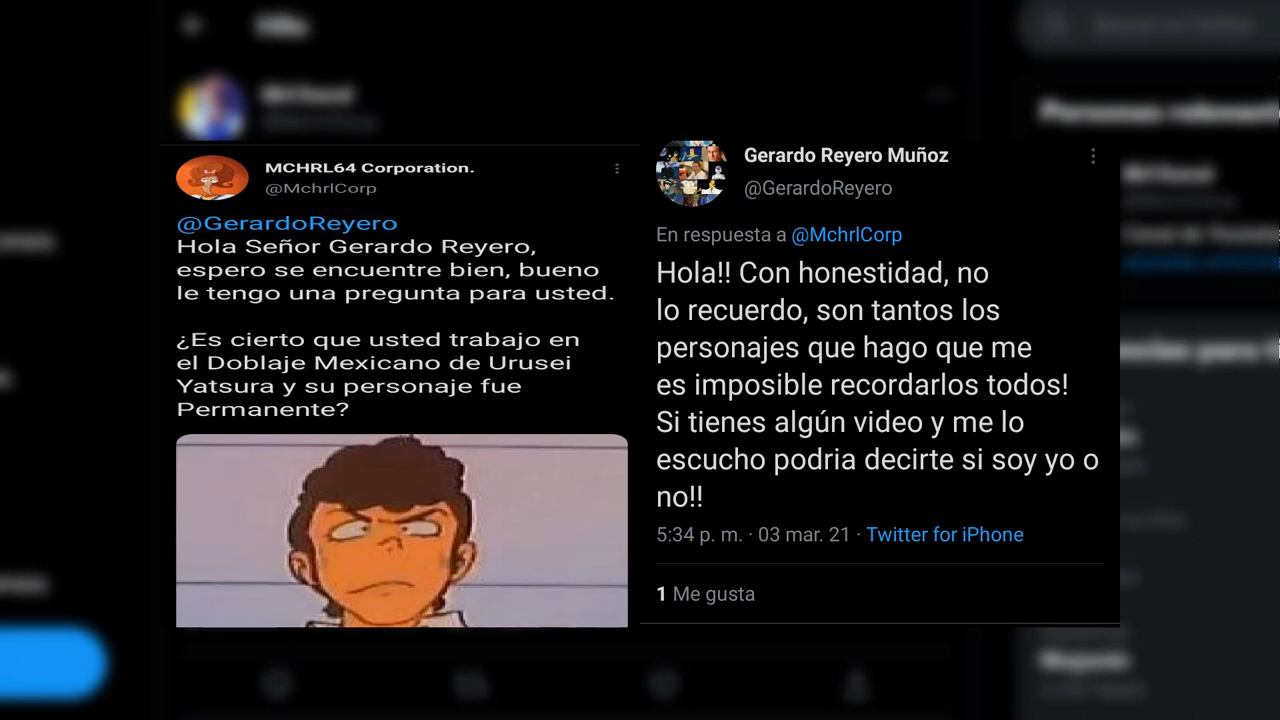 MCHRL64 Corporation.
@MchrlCorp
@GerardoReyero
Hola Señor Gerardo Reyero,
espero se encuentre bien, bueno
le tengo una pregunta para usted.
¿Es cierto que usted trabajo en
el Doblaje Mexicano de Urusei
Yatsura y su personaje fue
Permanente?
Gerardo Reyero Muñoz
@GerardoReyero
En respuesta a @MchrlCorp
Hola!! Con honestidad, no
lo recuerdo, son tantos los
personajes que hago que me
es imposible recordarlos todos!
Si tienes algún video y me lo
escucho podria decirte si soy yo o
no!!
5:34 p. m. · 03 mar. 21 · Twitter for iPhone
1 Me gusta